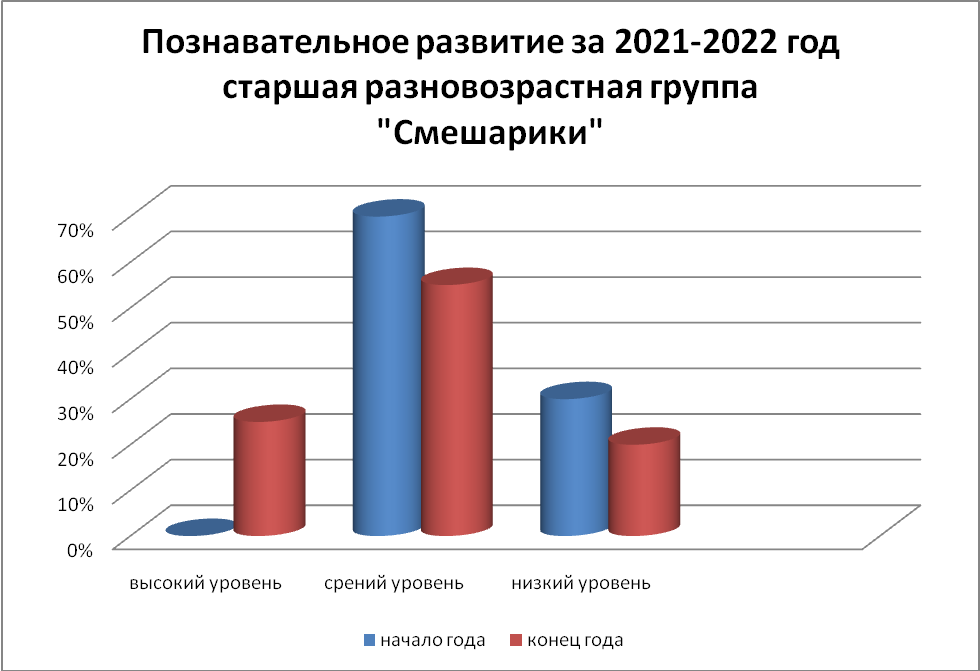 Познавательное развитие за 2021-2022 год
старшая разновозрастная группа
"Смешарики"
70%
60%
50%
40%
30%
20%
10%
0%
высокий уровень
срений уровень
низкий уровень
начало года
конец года